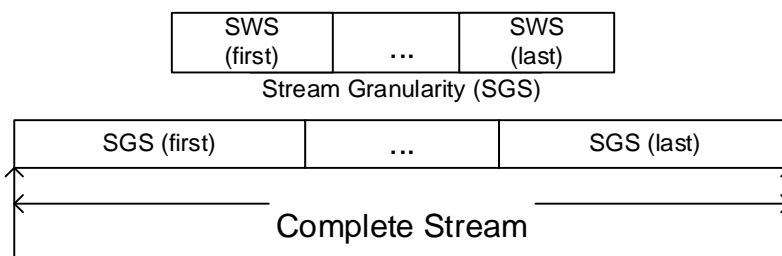 SWS (first) ... SWS (last)
Stream Granularity (SGS)
SGS (first) ... SGS (last)
Complete Stream